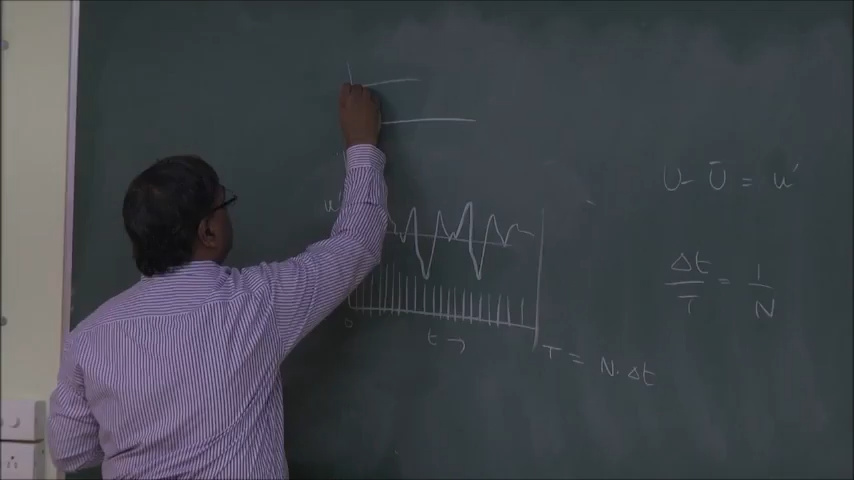 U - Ū = u'
u'
Δt/T = 1/N
0
t →
T = N. Δt